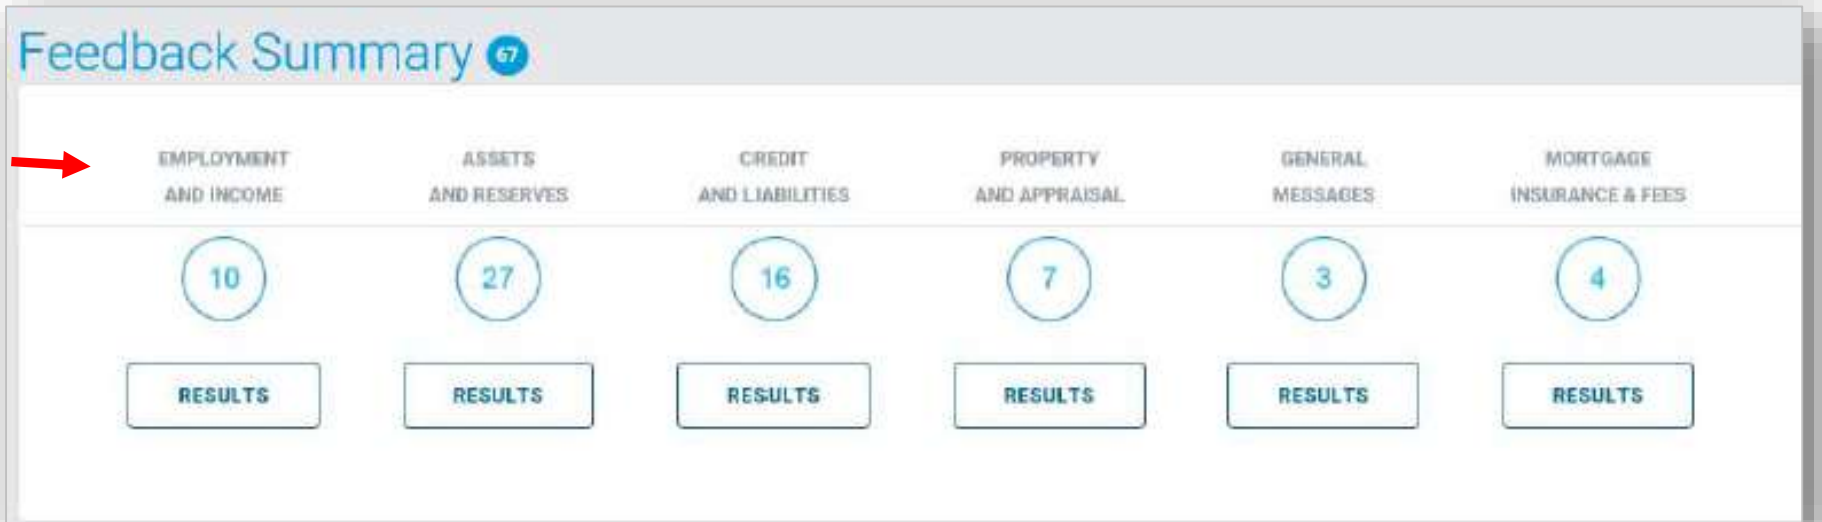 Feedback Summary 67
EMPLOYMENT AND INCOME
ASSETS AND RESERVES
CREDIT AND LIABILITIES
PROPERTY AND APPRAISAL
GENERAL MESSAGES
MORTGAGE INSURANCE & FEES
10 27 16 7 3 4
RESULTS RESULTS RESULTS RESULTS RESULTS RESULTS